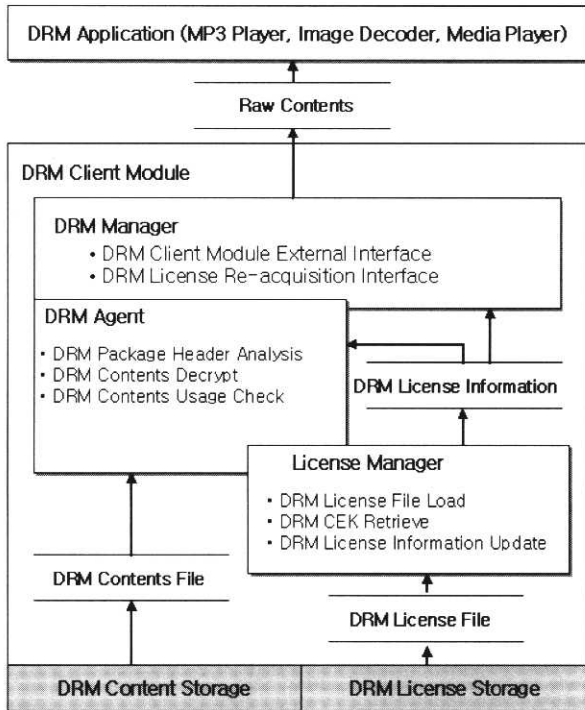 DRM Application (MP3 Player, Image Decoder, Media Player)
Raw Contents
DRM Client Module
DRM Manager
• DRM Client Module External Interface
• DRM License Re-acquisition Interface
DRM Agent
• DRM Package Header Analysis
• DRM Contents Decrypt
• DRM Contents Usage Check
DRM License Information
License Manager
• DRM License File Load
• DRM CEK Retrieve
• DRM License Information Update
DRM Contents File
DRM License File
DRM Content Storage
DRM License Storage